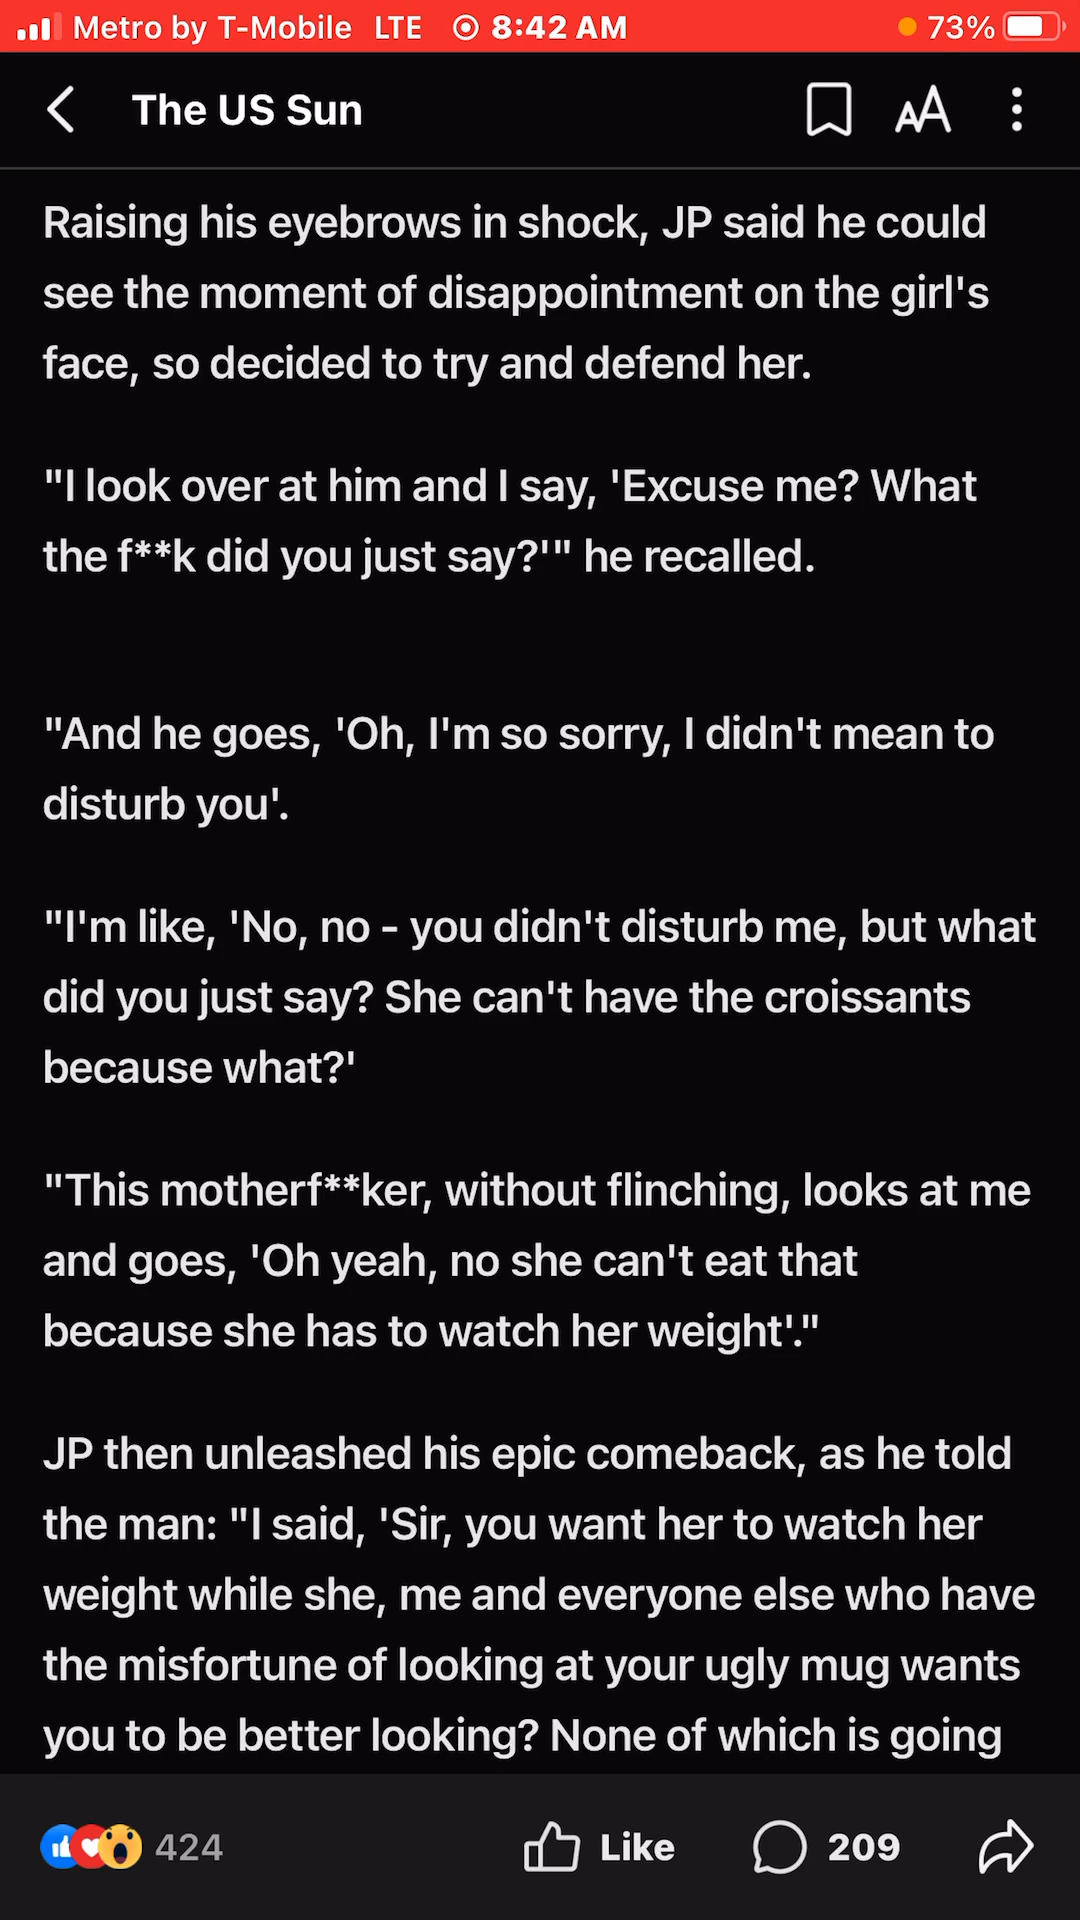 Metro by T-Mobile LTE 8:42 AM 73%
The US Sun AA
Raising his eyebrows in shock, JP said he could
see the moment of disappointment on the girl's
face, so decided to try and defend her.
"I look over at him and I say, 'Excuse me? What
the f**k did you just say?'" he recalled.
"And he goes, 'Oh, I'm so sorry, I didn't mean to
disturb you'.
"I'm like, 'No, no - you didn't disturb me, but what
did you just say? She can't have the croissants
because what?'
"This motherf**ker, without flinching, looks at me
and goes, 'Oh yeah, no she can't eat that
because she has to watch her weight'."
JP then unleashed his epic comeback, as he told
the man: "I said, 'Sir, you want her to watch her
weight while she, me and everyone else who have
the misfortune of looking at your ugly mug wants
you to be better looking? None of which is going
424 Like 209